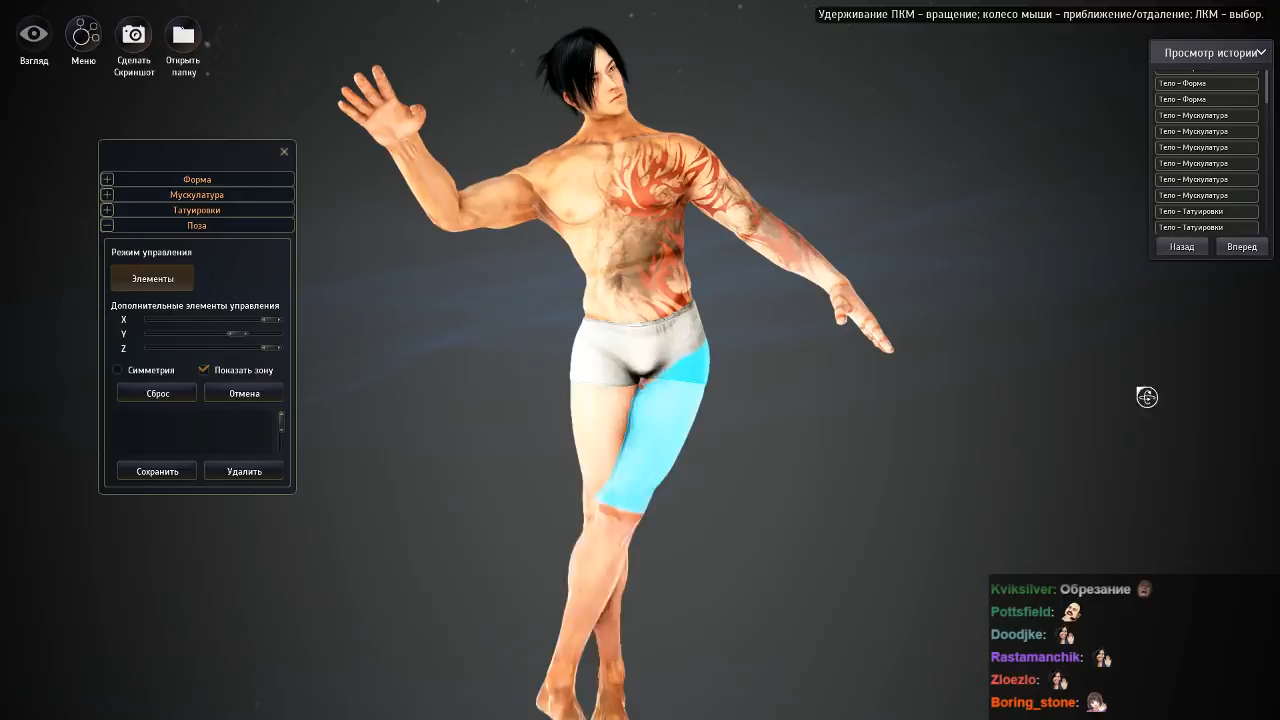 Удерживание ПКМ – вращение; колесо мыши – приближение/отдаление; ЛКМ – выбор.
Взгляд
Меню
Сделать
Скриншот
Открыть
папку
Просмотр истории
Тело – Форма
Тело – Форма
Тело – Мускулатура
Тело – Мускулатура
Тело – Мускулатура
Тело – Мускулатура
Тело – Мускулатура
Тело – Мускулатура
Тело – Татуировки
Тело – Татуировки
Назад
Вперед
Форма
Мускулатура
Татуировки
Поза
Режим управления
Элементы
Дополнительные элементы управления
X
Y
Z
Симметрия
Показать зону
Сброс
Отмена
Сохранить
Удалить
Kviksilver: Обрезание
Pottsfield:
Doodjke:
Rastamanchik:
Zloezlo:
Boring_stone: